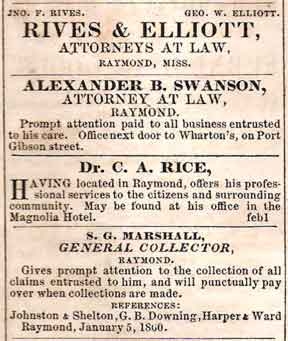 JNO. F. RIVES. GEO. W. ELLIOTT.
RIVES & ELLIOTT,
ATTORNEYS AT LAW,
RAYMOND, MISS.
ALEXANDER B. SWANSON,
ATTORNEY AT LAW,
RAYMOND.
Prompt attention paid to all business entrusted
to his care. Office next door to Wharton's, on Port
Gibson street.
Dr. C. A. RICE,
HAVING located in Raymond, offers his profes-
sional services to the citizens and surrounding
community. May be found at his office in the
Magnolia Hotel. feb1
S. G. MARSHALL,
GENERAL COLLECTOR,
RAYMOND.
Gives prompt attention to the collection of all
claims entrusted to him, and will punctually pay
over when collections are made.
REFERENCES:
Johnston & Shelton, G. B. Downing, Harper & Ward
Raymond, January 5, 1860.